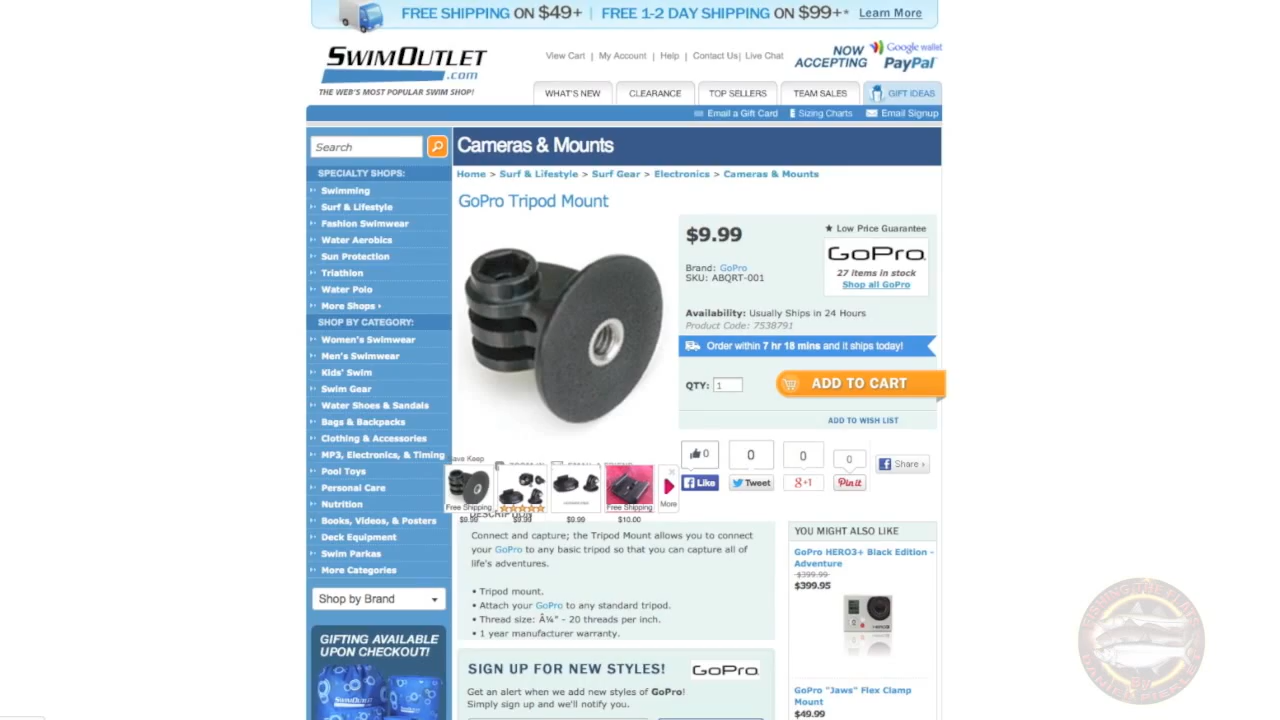 FREE SHIPPING ON $49+ | FREE 1-2 DAY SHIPPING ON $99+* Learn More
SWIMOUTLET
.com
THE WEB'S MOST POPULAR SWIM SHOP!
View Cart | My Account | Help | Contact Us | Live Chat
NOW ACCEPTING
Google wallet
PayPal
WHAT'S NEW
CLEARANCE
TOP SELLERS
TEAM SALES
GIFT IDEAS
Email a Gift Card
Sizing Charts
Email Signup
Search
SPECIALTY SHOPS:
Swimming
Surf & Lifestyle
Fashion Swimwear
Water Aerobics
Sun Protection
Triathlon
Water Polo
More Shops
SHOP BY CATEGORY:
Women's Swimwear
Men's Swimwear
Kids' Swim
Swim Gear
Water Shoes & Sandals
Bags & Backpacks
Clothing & Accessories
MP3, Electronics, & Timing
Pool Toys
Personal Care
Nutrition
Books, Videos, & Posters
Deck Equipment
Swim Parkas
More Categories
Shop by Brand
GIFTING AVAILABLE
UPON CHECKOUT!
SwimOutlet
Cameras & Mounts
Home > Surf & Lifestyle > Surf Gear > Electronics > Cameras & Mounts
GoPro Tripod Mount
$9.99
★ Low Price Guarantee
Brand: GoPro
SKU: ABQRT-001
GoPro
27 items in stock
Shop all GoPro
Availability: Usually Ships in 24 Hours
Product Code: 7538791
Order within 7 hr 18 mins and it ships today!
QTY: 1
ADD TO CART
ADD TO WISH LIST
0
0
0
0
Like
Tweet
+1
Pin it
Share
Save Keep
Free Shipping
Free Shipping
More
$9.99
$9.99
$9.99
$10.00
DESCRIPTION
Connect and capture; the Tripod Mount allows you to connect
your GoPro to any basic tripod so that you can capture all of
life's adventures.
• Tripod mount.
• Attach your GoPro to any standard tripod.
• Thread size: Â¼" - 20 threads per inch.
• 1 year manufacturer warranty.
SIGN UP FOR NEW STYLES!
GoPro
Get an alert when we add new styles of GoPro!
Simply sign up and we'll notify you.
YOU MIGHT ALSO LIKE
GoPro HERO3+ Black Edition -
Adventure
$399.99
$399.95
GoPro "Jaws" Flex Clamp
Mount
$49.99
FISHING THE FLATS